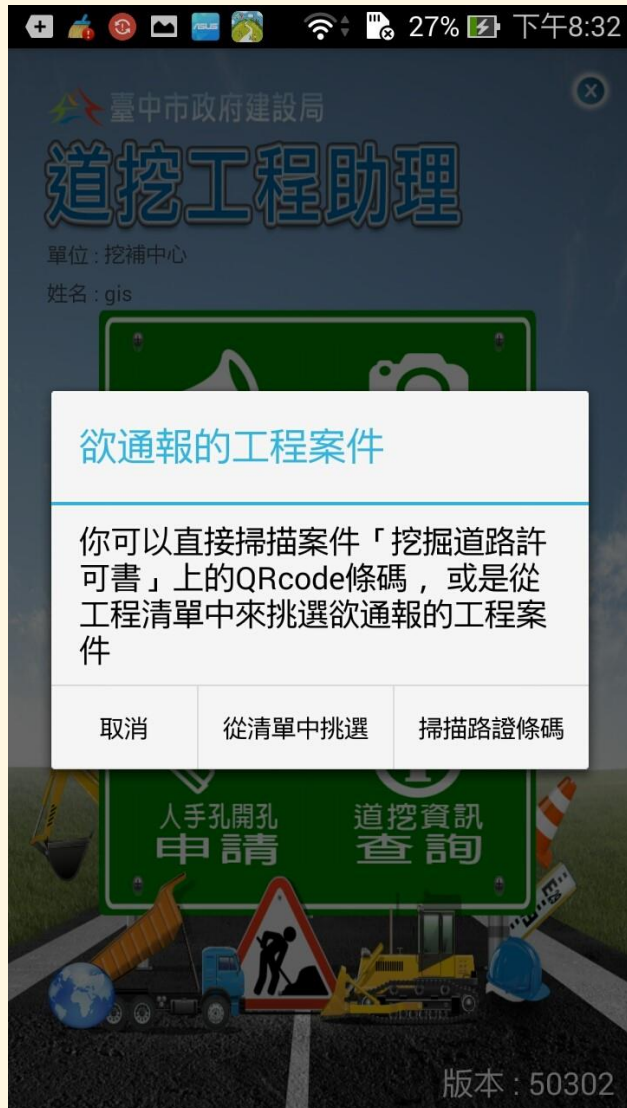 27% 下午8:32
臺中市政府建設局
道挖工程助理
單位 : 挖補中心
姓名 : gis
欲通報的工程案件
你可以直接掃描案件「挖掘道路許
可書」上的QRcode條碼 , 或是從
工程清單中來挑選欲通報的工程案
件
取消 從清單中挑選 掃描路證條碼
人手孔開孔 道挖資訊
申請 查詢
版本 : 50302